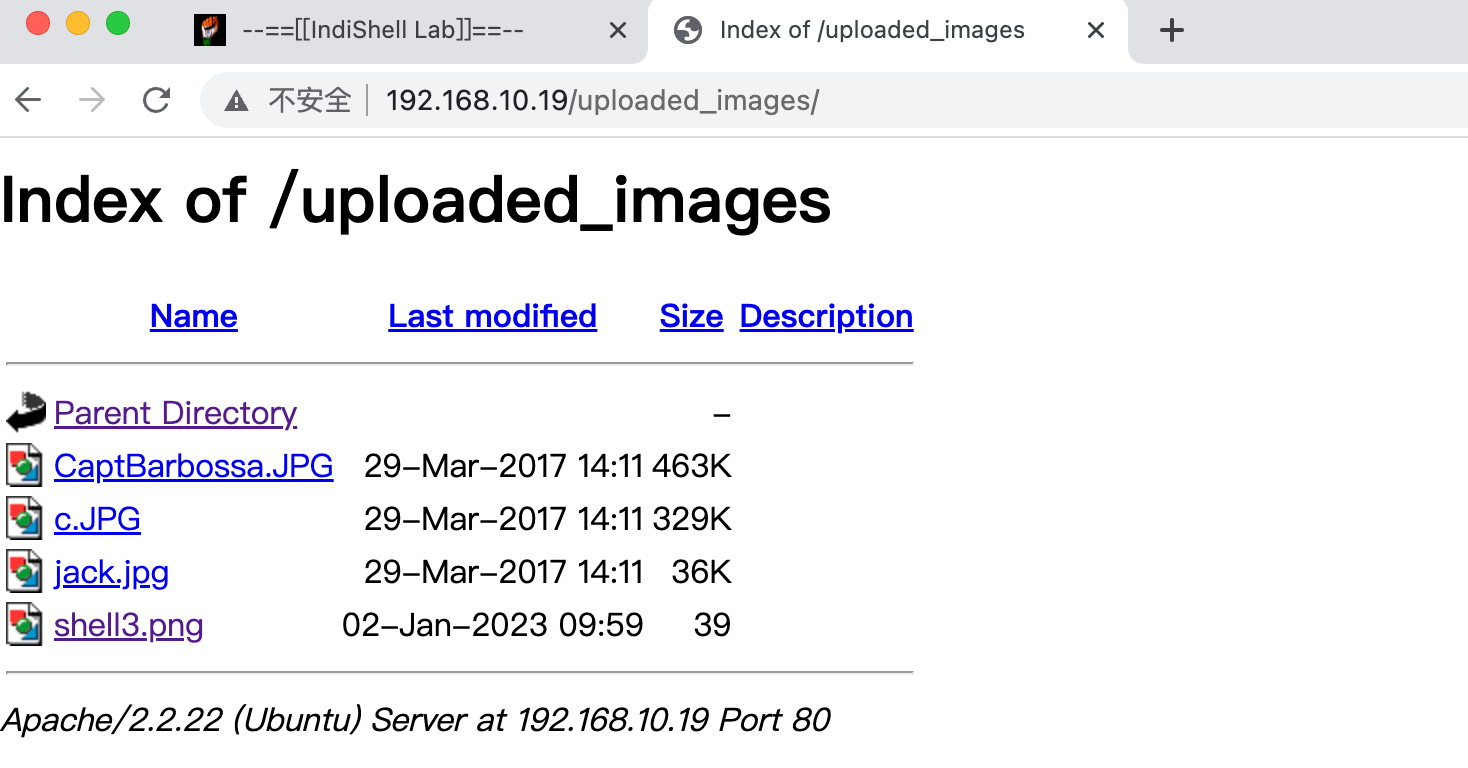 --==[[IndiShell Lab]]==-- Index of /uploaded_images
不安全 192.168.10.19/uploaded_images/
Index of /uploaded_images
Name Last modified Size Description
Parent Directory –
CaptBarbossa.JPG 29-Mar-2017 14:11 463K
c.JPG 29-Mar-2017 14:11 329K
jack.jpg 29-Mar-2017 14:11 36K
shell3.png 02-Jan-2023 09:59 39
Apache/2.2.22 (Ubuntu) Server at 192.168.10.19 Port 80